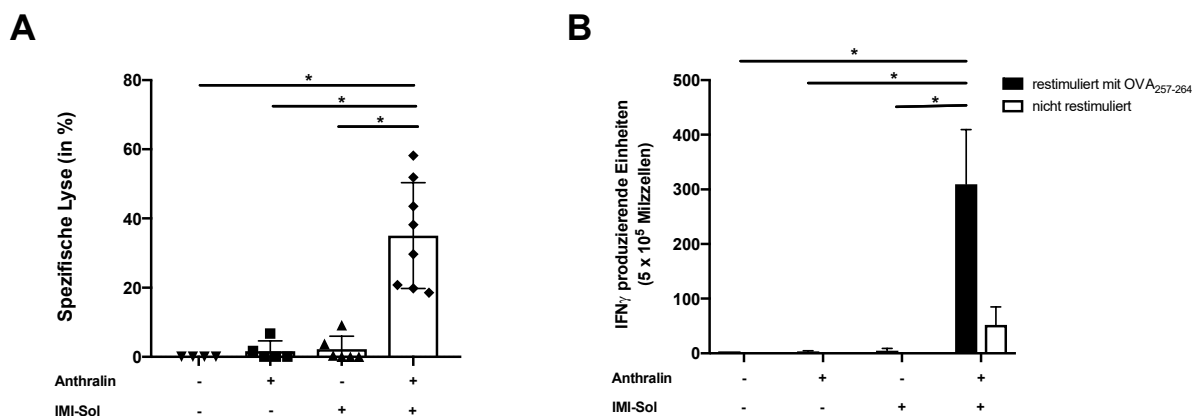 A
Spezifische Lyse (in %)
80
60
40
20
0
*
*
*
Anthralin - + - +
IMI-Sol - - + +
B
IFNγ produzierende Einheiten
(5 x 10⁵ Milzzellen)
500
400
300
200
100
0
*
*
*
restimuliert mit OVA₂₅₇₋₂₆₄
nicht restimuliert
Anthralin - + - +
IMI-Sol - - + +